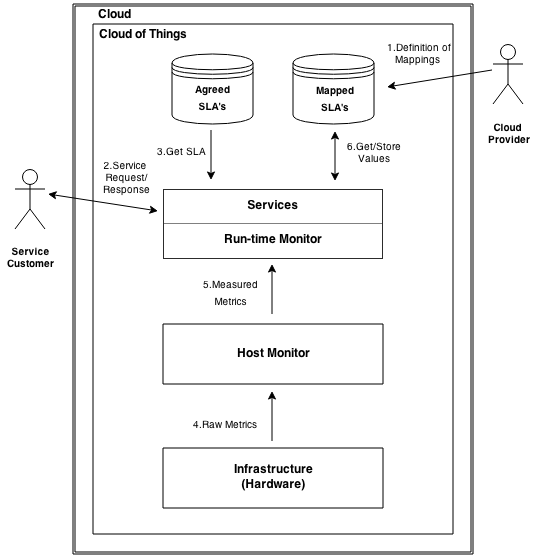 Cloud
Cloud of Things
1.Definition of
Mappings
Agreed
SLA's
Mapped
SLA's
Cloud
Provider
3.Get SLA
6.Get/Store
Values
2.Service
Request/
Response
Services
Run-time Monitor
Service
Customer
5.Measured
Metrics
Host Monitor
4.Raw Metrics
Infrastructure
(Hardware)